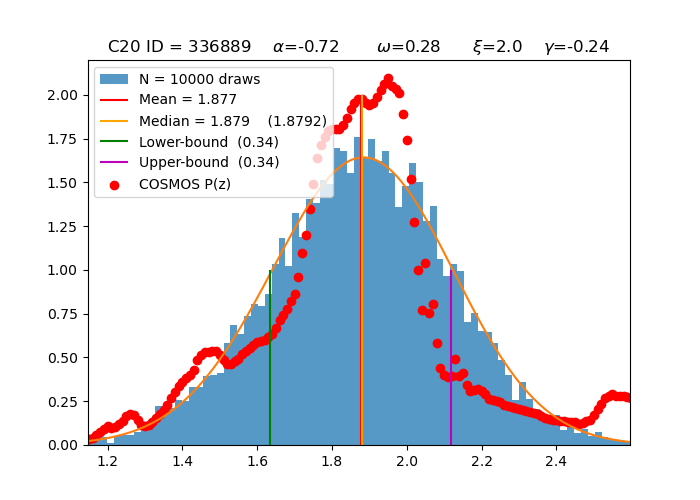 C20 ID = 336889 α=-0.72 ω=0.28 ξ=2.0 γ=-0.24
N = 10000 draws
Mean = 1.877
Median = 1.879 (1.8792)
Lower-bound (0.34)
Upper-bound (0.34)
COSMOS P(z)
2.00
1.75
1.50
1.25
1.00
0.75
0.50
0.25
0.00
1.2 1.4 1.6 1.8 2.0 2.2 2.4